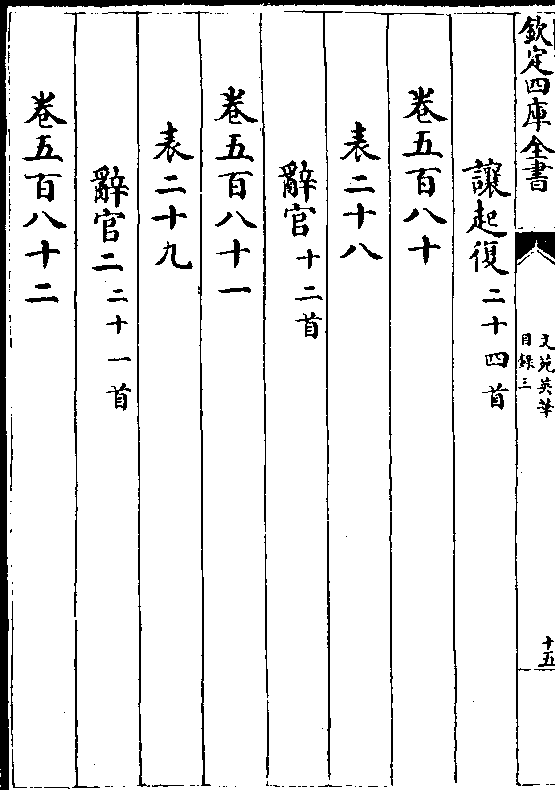 欽定四庫全書
文苑英華
目錄三
十五
讓起復二十四首
卷五百八十
表二十八
辭官十二首
卷五百八十一
表二十九
辭官二二十一首
卷五百八十二